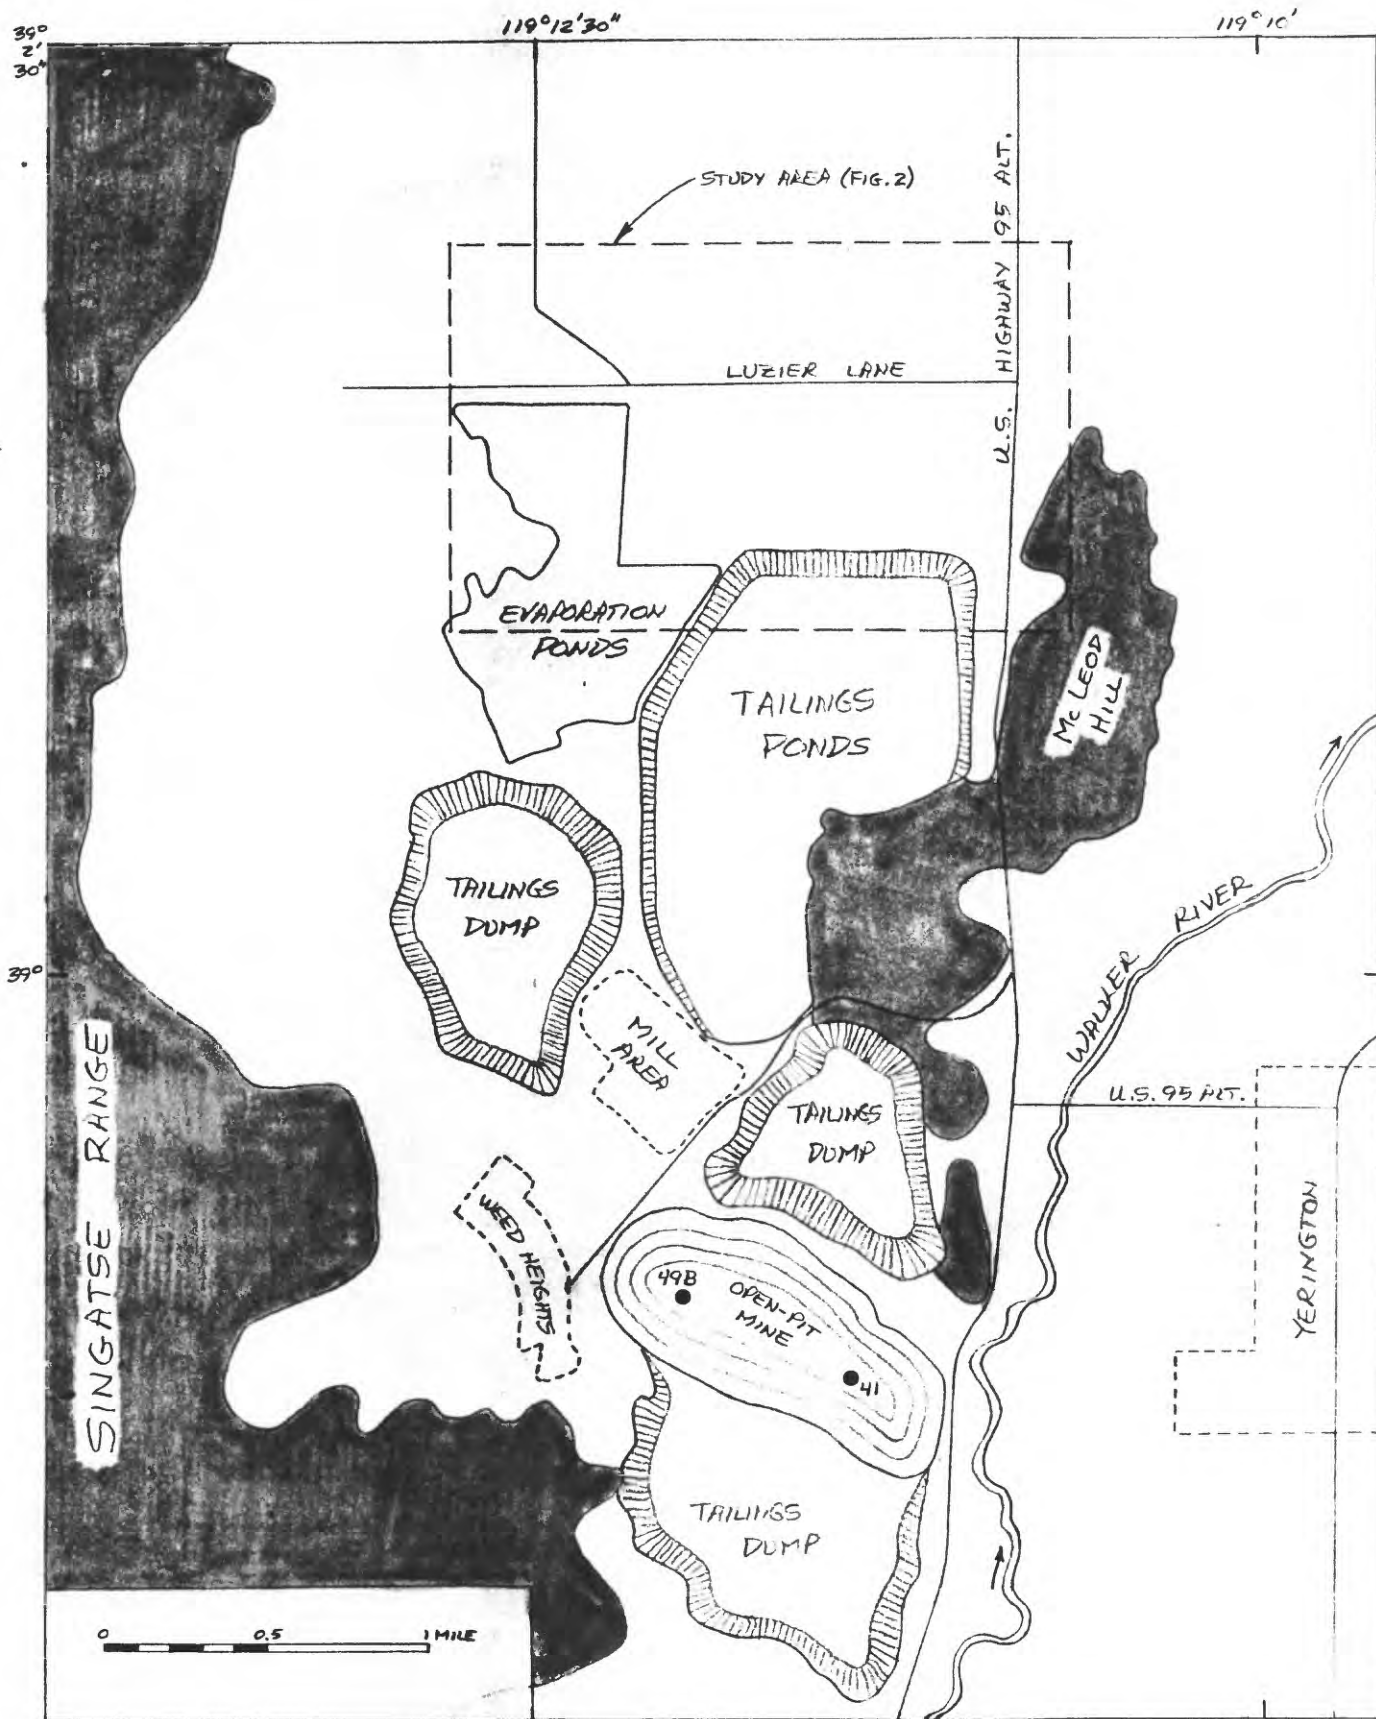 119°12'30"
119°10'
39°
2'
30"
STUDY AREA (FIG. 2)
U.S. HIGHWAY 95 ALT.
LUZIER LANE
EVAPORATION
PONDS
TAILINGS
PONDS
McLEOD
HILL
TAILINGS
DUMP
WALKER RIVER
39°
MILL
AREA
U.S. 95 ALT.
TAILINGS
DUMP
SINGATSE RANGE
WEED HEIGHTS
YERINGTON
49B
OPEN-PIT
MINE
41
TAILINGS
DUMP
0 0.5 1 MILE